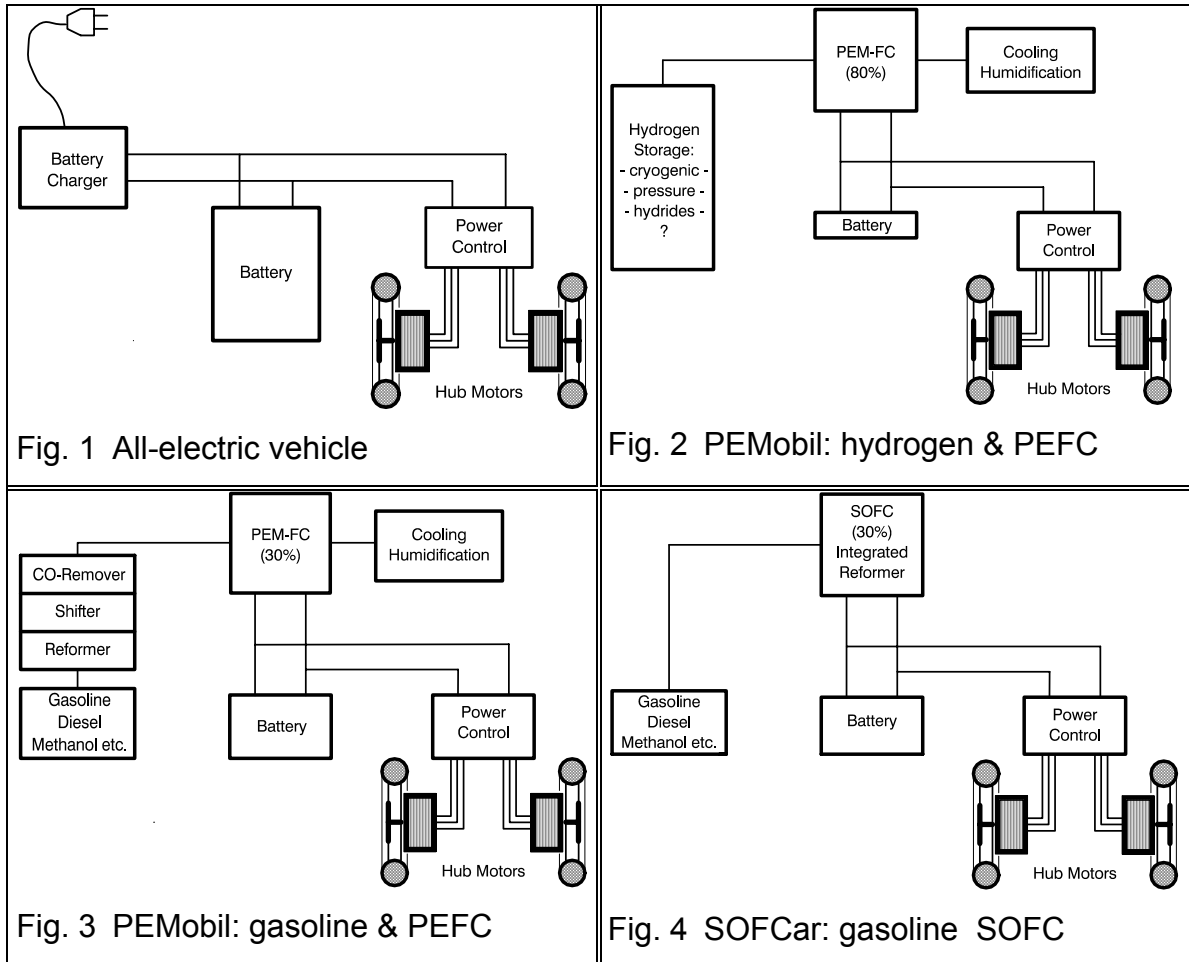 Battery
Charger
Battery
Power
Control
Hub Motors
Fig. 1 All-electric vehicle
PEM-FC
(80%)
Cooling
Humidification
Hydrogen
Storage:
- cryogenic -
- pressure -
- hydrides -
?
Battery
Power
Control
Hub Motors
Fig. 2 PEMobil: hydrogen & PEFC
PEM-FC
(30%)
Cooling
Humidification
CO-Remover
Shifter
Reformer
Gasoline
Diesel
Methanol etc.
Battery
Power
Control
Hub Motors
Fig. 3 PEMobil: gasoline & PEFC
SOFC
(30%)
Integrated
Reformer
Gasoline
Diesel
Methanol etc.
Battery
Power
Control
Hub Motors
Fig. 4 SOFCar: gasoline SOFC